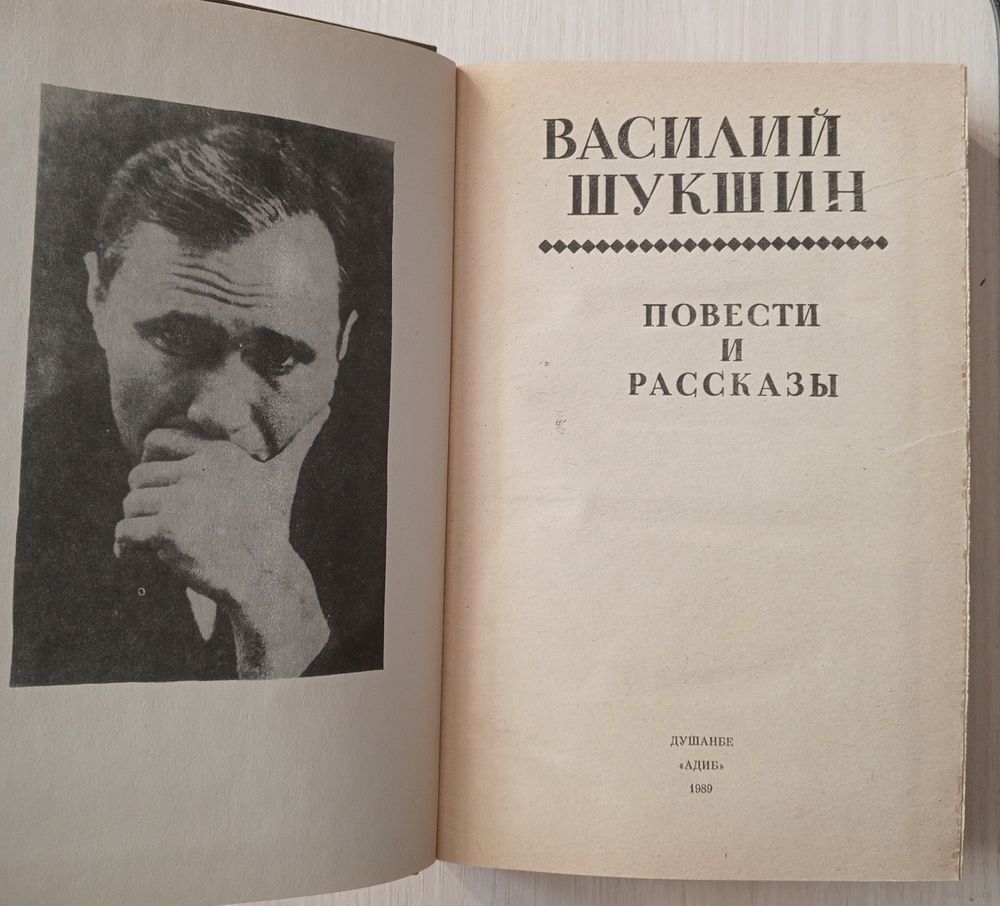 ВАСИЛИЙ
ШУКШИН
ПОВЕСТИ
И
РАССКАЗЫ
ДУШАНБЕ
«АДИБ»
1989